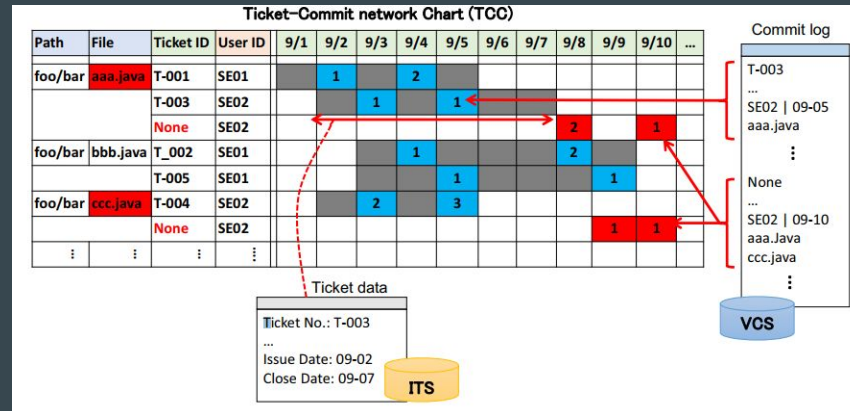 Ticket-Commit network Chart (TCC)
Path File Ticket ID User ID 9/1 9/2 9/3 9/4 9/5 9/6 9/7 9/8 9/9 9/10 ...
foo/bar aaa.java T-001 SE01 1 2
T-003 SE02 1 1
None SE02 2 1
foo/bar bbb.java T_002 SE01 1 2
T-005 SE01 1 1
foo/bar ccc.java T-004 SE02 2 3
None SE02 1 1
⋮ ⋮ ⋮ ⋮
Commit log
T-003
...
SE02 | 09-05
aaa.java
⋮
None
...
SE02 | 09-10
aaa.Java
ccc.java
⋮
VCS
Ticket data
Ticket No.: T-003
...
Issue Date: 09-02
Close Date: 09-07
ITS